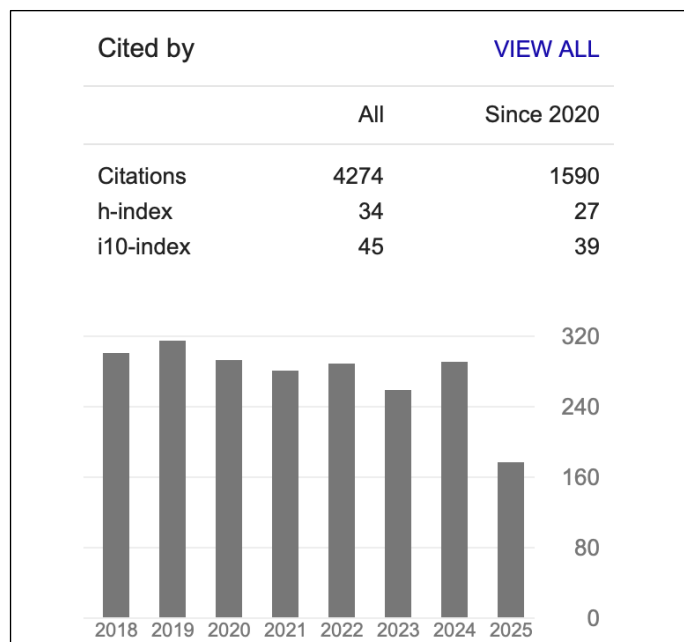 Cited by VIEW ALL
All Since 2020
Citations 4274 1590
h-index 34 27
i10-index 45 39
320
240
160
80
0
2018 2019 2020 2021 2022 2023 2024 2025